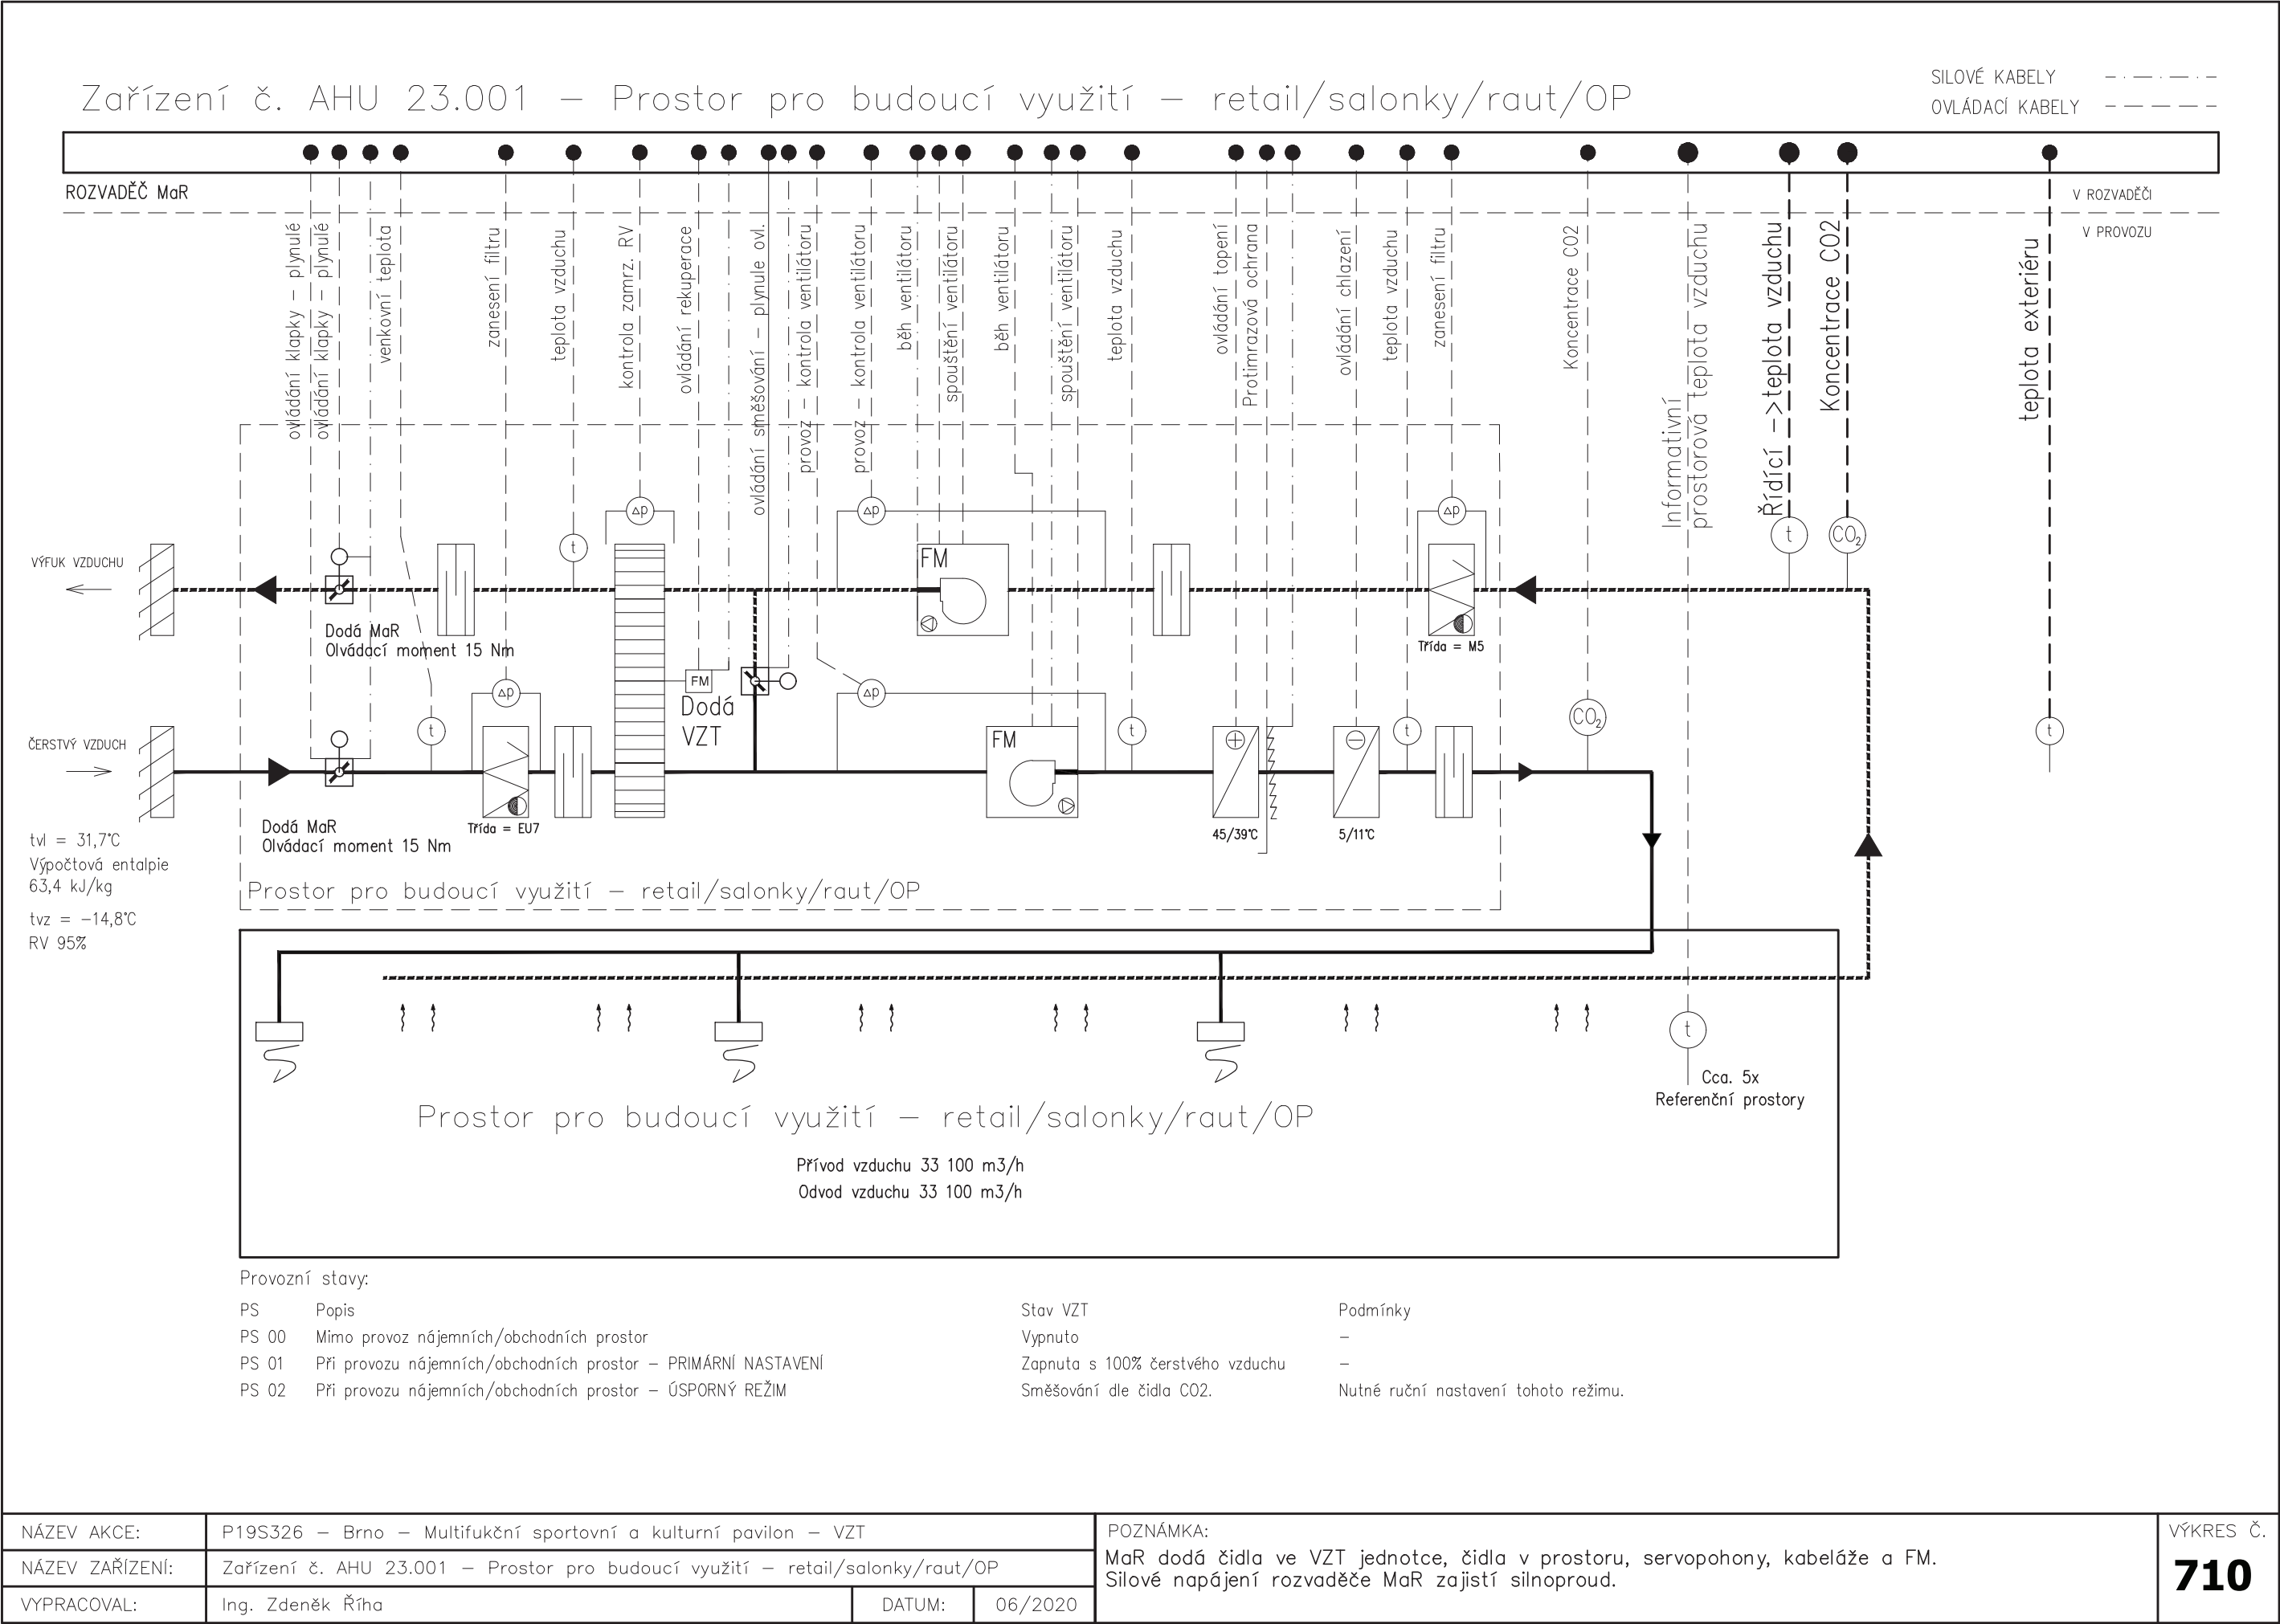 Zařízení č. AHU 23.001 – Prostor pro budoucí využití – retail/salonky/raut/OP
SILOVÉ KABELY
OVLÁDACÍ KABELY
ROZVADĚČ MaR
V ROZVADĚČI
V PROVOZU
ovládání klapky – plynulé
ovládání klapky – plynulé
venkovní teplota
zanesení filtru
teplota vzduchu
kontrola zamrz. RV
ovládání rekuperace
ovládání směšování – plynule ovl.
provoz – kontrola ventilátoru
provoz – kontrola ventilátoru
běh ventilátoru
spouštění ventilátoru
běh ventilátoru
spouštění ventilátoru
teplota vzduchu
ovládání topení
Protimrazová ochrana
ovládání chlazení
teplota vzduchu
zanesení filtru
Koncentrace CO2
Informativní
prostorová teplota vzduchu
Řídící ->teplota vzduchu
Koncentrace CO2
teplota exteriéru
Δp
Δp
Δp
t
t
CO2
VÝFUK VZDUCHU
FM
Dodá MaR
Olvádací moment 15 Nm
Třída = M5
FM
Δp
Δp
Dodá
VZT
t
t
t
CO2
t
ČERSTVÝ VZDUCH
FM
Třída = EU7
45/39°C
5/11°C
Dodá MaR
Olvádací moment 15 Nm
tvl = 31,7°C
Výpočtová entalpie
63,4 kJ/kg
tvz = –14,8°C
RV 95%
Prostor pro budoucí využití – retail/salonky/raut/OP
t
Cca. 5x
Referenční prostory
Prostor pro budoucí využití – retail/salonky/raut/OP
Přívod vzduchu 33 100 m3/h
Odvod vzduchu 33 100 m3/h
Provozní stavy:
PS Popis Stav VZT Podmínky
PS 00 Mimo provoz nájemních/obchodních prostor Vypnuto –
PS 01 Při provozu nájemních/obchodních prostor – PRIMÁRNÍ NASTAVENÍ Zapnuta s 100% čerstvého vzduchu –
PS 02 Při provozu nájemních/obchodních prostor – ÚSPORNÝ REŽIM Směšování dle čidla CO2. Nutné ruční nastavení tohoto režimu.
NÁZEV AKCE: P19S326 – Brno – Multifukční sportovní a kulturní pavilon – VZT
NÁZEV ZAŘÍZENÍ: Zařízení č. AHU 23.001 – Prostor pro budoucí využití – retail/salonky/raut/OP
VYPRACOVAL: Ing. Zdeněk Říha DATUM: 06/2020
POZNÁMKA:
MaR dodá čidla ve VZT jednotce, čidla v prostoru, servopohony, kabeláže a FM.
Silové napájení rozvaděče MaR zajistí silnoproud.
VÝKRES Č.
710